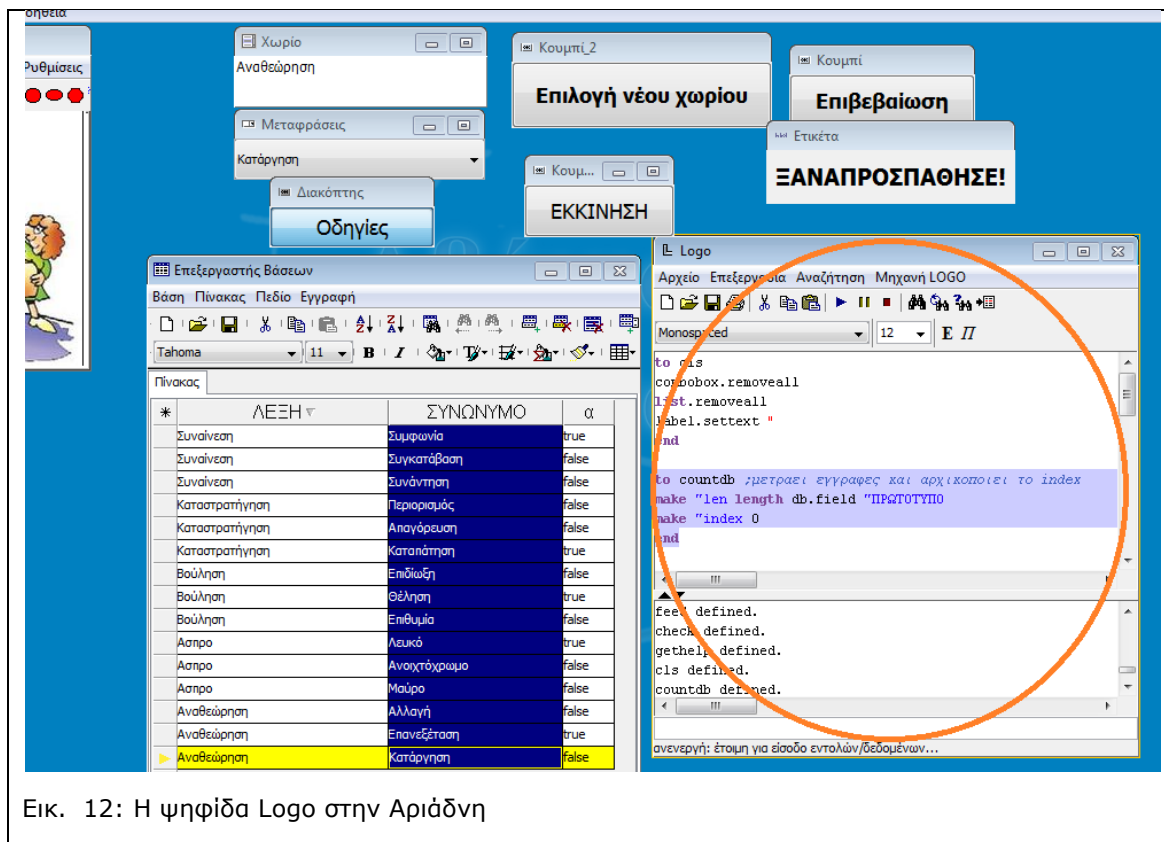 οήθεια
Ρυθμίσεις
Χωρίο
Αναθεώρηση
Μεταφράσεις
Κατάργηση
Διακόπτης
Οδηγίες
Κουμπί_2
Επιλογή νέου χωρίου
Κουμπί
Επιβεβαίωση
Ετικέτα
ΞΑΝΑΠΡΟΣΠΑΘΗΣΕ!
Κουμ...
ΕΚΚΙΝΗΣΗ
Επεξεργαστής Βάσεων
Βάση Πίνακας Πεδίο Εγγραφή
Tahoma 11 B I
Πίνακας
* ΛΕΞΗ ΣΥΝΩΝΥΜΟ α
Συναίνεση Συμφωνία true
Συναίνεση Συγκατάβαση false
Συναίνεση Συνάντηση false
Καταστρατήγηση Περιορισμός false
Καταστρατήγηση Απαγόρευση false
Καταστρατήγηση Καταπάτηση true
Βούληση Επιδίωξη false
Βούληση Θέληση true
Βούληση Επιθυμία false
Ασπρο Λευκό true
Ασπρο Ανοιχτόχρωμο false
Ασπρο Μαύρο false
Αναθεώρηση Αλλαγή false
Αναθεώρηση Επανεξέταση true
Αναθεώρηση Κατάργηση false
Logo
Αρχείο Επεξεργασία Αναζήτηση Μηχανή LOGO
Monospaced 12 Ε Π
to cls
combobox.removeall
list.removeall
label.settext "
end
to countdb ;μετραει εγγραφες και αρχικοποιει το index
make "len length db.field "ΠΡΩΤΟΤΥΠΟ
make "index 0
end
feed defined.
check defined.
gethelp defined.
cls defined.
countdb defined.
ανενεργή: έτοιμη για είσοδο εντολών/δεδομένων...
Εικ. 12: Η ψηφίδα Logo στην Αριάδνη